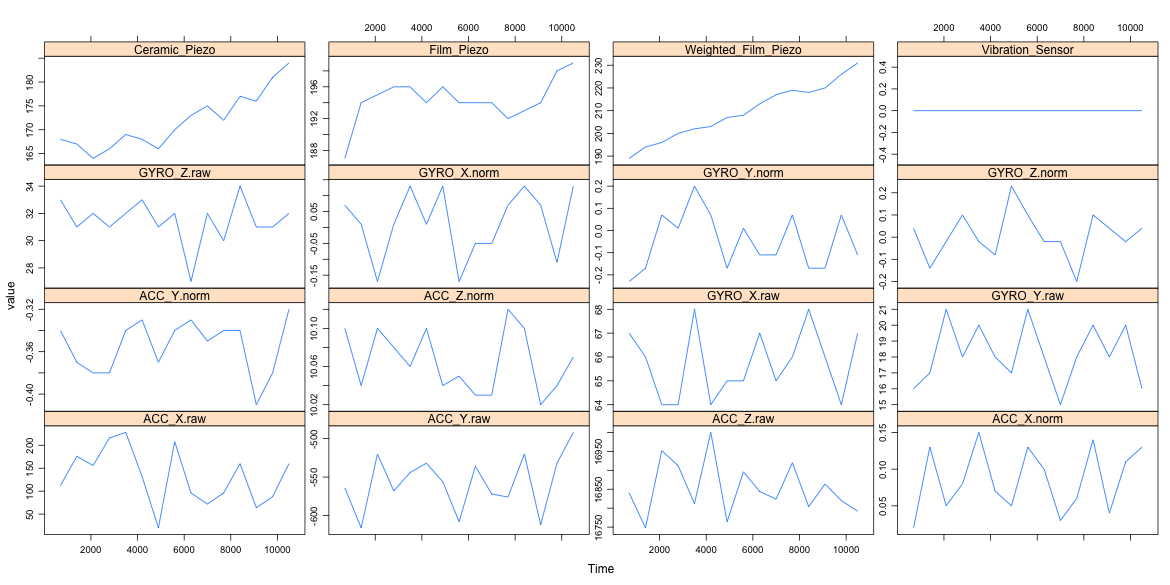 2000 4000 6000 8000 10000 2000 4000 6000 8000 10000
Ceramic_Piezo Film_Piezo Weighted_Film_Piezo Vibration_Sensor
165 170 175 180
188 192 196
190 200 210 220 230
-0.4 -0.2 0.0 0.2 0.4
GYRO_Z.raw GYRO_X.norm GYRO_Y.norm GYRO_Z.norm
28 30 32 34
-0.15 -0.05 0.05
-0.2 -0.1 0.0 0.1 0.2
-0.2 -0.1 0.0 0.1 0.2
value
ACC_Y.norm ACC_Z.norm GYRO_X.raw GYRO_Y.raw
-0.40 -0.36 -0.32
10.02 10.06 10.10
64 65 66 67 68
15 16 17 18 19 20 21
ACC_X.raw ACC_Y.raw ACC_Z.raw ACC_X.norm
50 100 150 200
-600 -550 -500
16750 16850 16950
0.05 0.10 0.15
2000 4000 6000 8000 10000 2000 4000 6000 8000 10000
Time